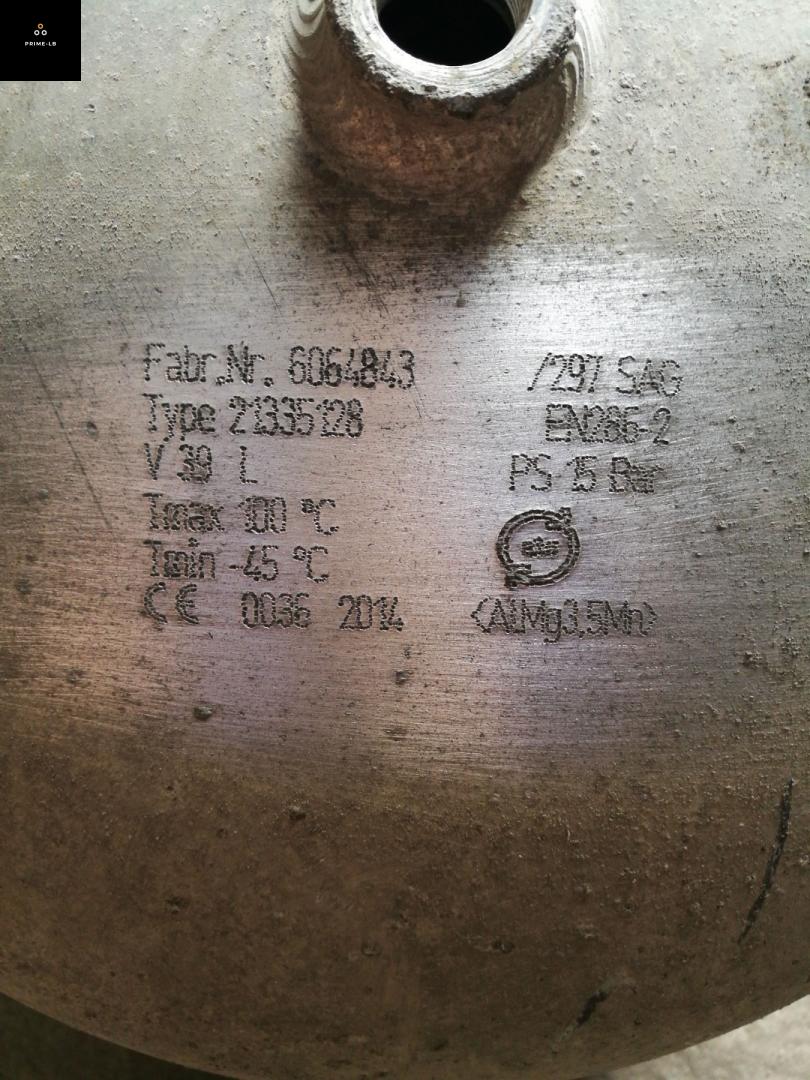 PRIME-LB
Fabr.Nr. 6064843 /297 SAG
Type 21335128 EN286-2
V 39 L PS 15 Bar
Tmax 100 °C
Tmin -45 °C
CE 0036 2014 <AlMg3,5Mn>